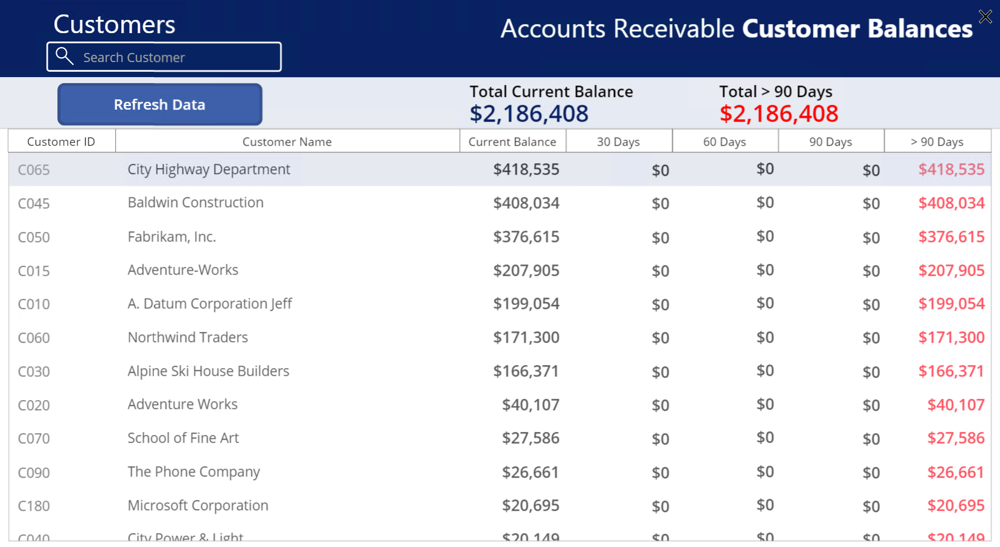 Customers
Accounts Receivable Customer Balances
Search Customer
Refresh Data
Total Current Balance
$2,186,408
Total > 90 Days
$2,186,408
Customer ID Customer Name Current Balance 30 Days 60 Days 90 Days > 90 Days
C065 City Highway Department $418,535 $0 $0 $0 $418,535
C045 Baldwin Construction $408,034 $0 $0 $0 $408,034
C050 Fabrikam, Inc. $376,615 $0 $0 $0 $376,615
C015 Adventure-Works $207,905 $0 $0 $0 $207,905
C010 A. Datum Corporation Jeff $199,054 $0 $0 $0 $199,054
C060 Northwind Traders $171,300 $0 $0 $0 $171,300
C030 Alpine Ski House Builders $166,371 $0 $0 $0 $166,371
C020 Adventure Works $40,107 $0 $0 $0 $40,107
C070 School of Fine Art $27,586 $0 $0 $0 $27,586
C090 The Phone Company $26,661 $0 $0 $0 $26,661
C180 Microsoft Corporation $20,695 $0 $0 $0 $20,695
C040 City Power & Light $20,149 $0 $0 $0 $20,149